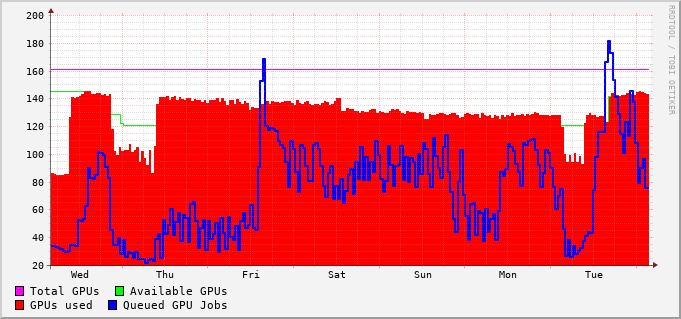 200
180
160
140
120
100
80
60
40
20
Wed Thu Fri Sat Sun Mon Tue
Total GPUs Available GPUs
GPUs used Queued GPU Jobs
RRDTOOL / TOBI OETIKER